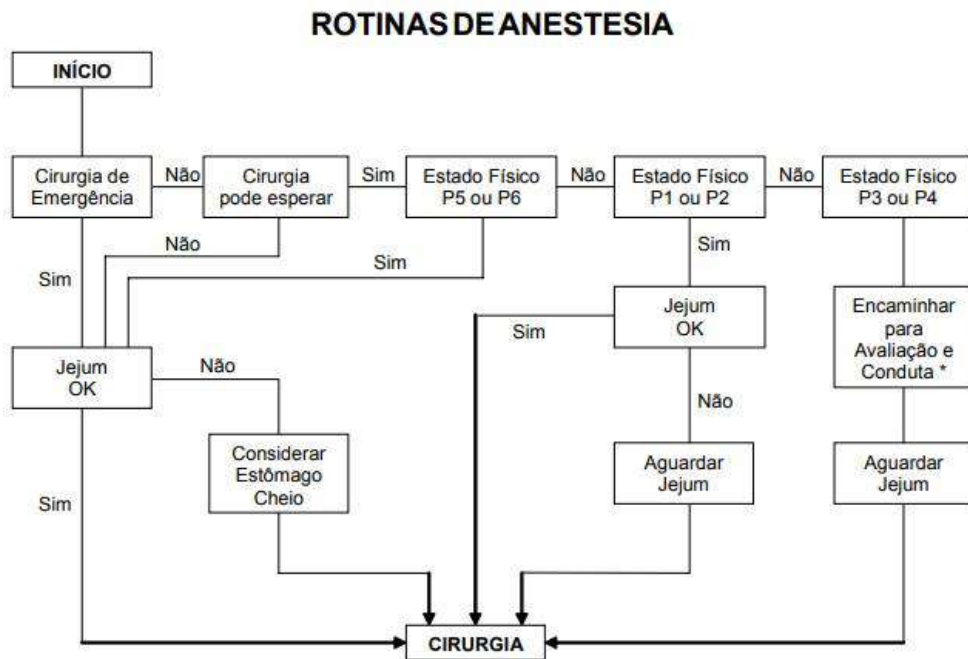 ROTINAS DE ANESTESIA
INÍCIO
Cirurgia de
Emergência
Não
Cirurgia
pode esperar
Sim
Estado Físico
P5 ou P6
Não
Estado Físico
P1 ou P2
Não
Estado Físico
P3 ou P4
Não
Sim
Sim
Sim
Jejum
OK
Sim
Encaminhar
para
Avaliação e
Conduta *
Jejum
OK
Não
Não
Considerar
Estômago
Cheio
Aguardar
Jejum
Aguardar
Jejum
Sim
CIRURGIA